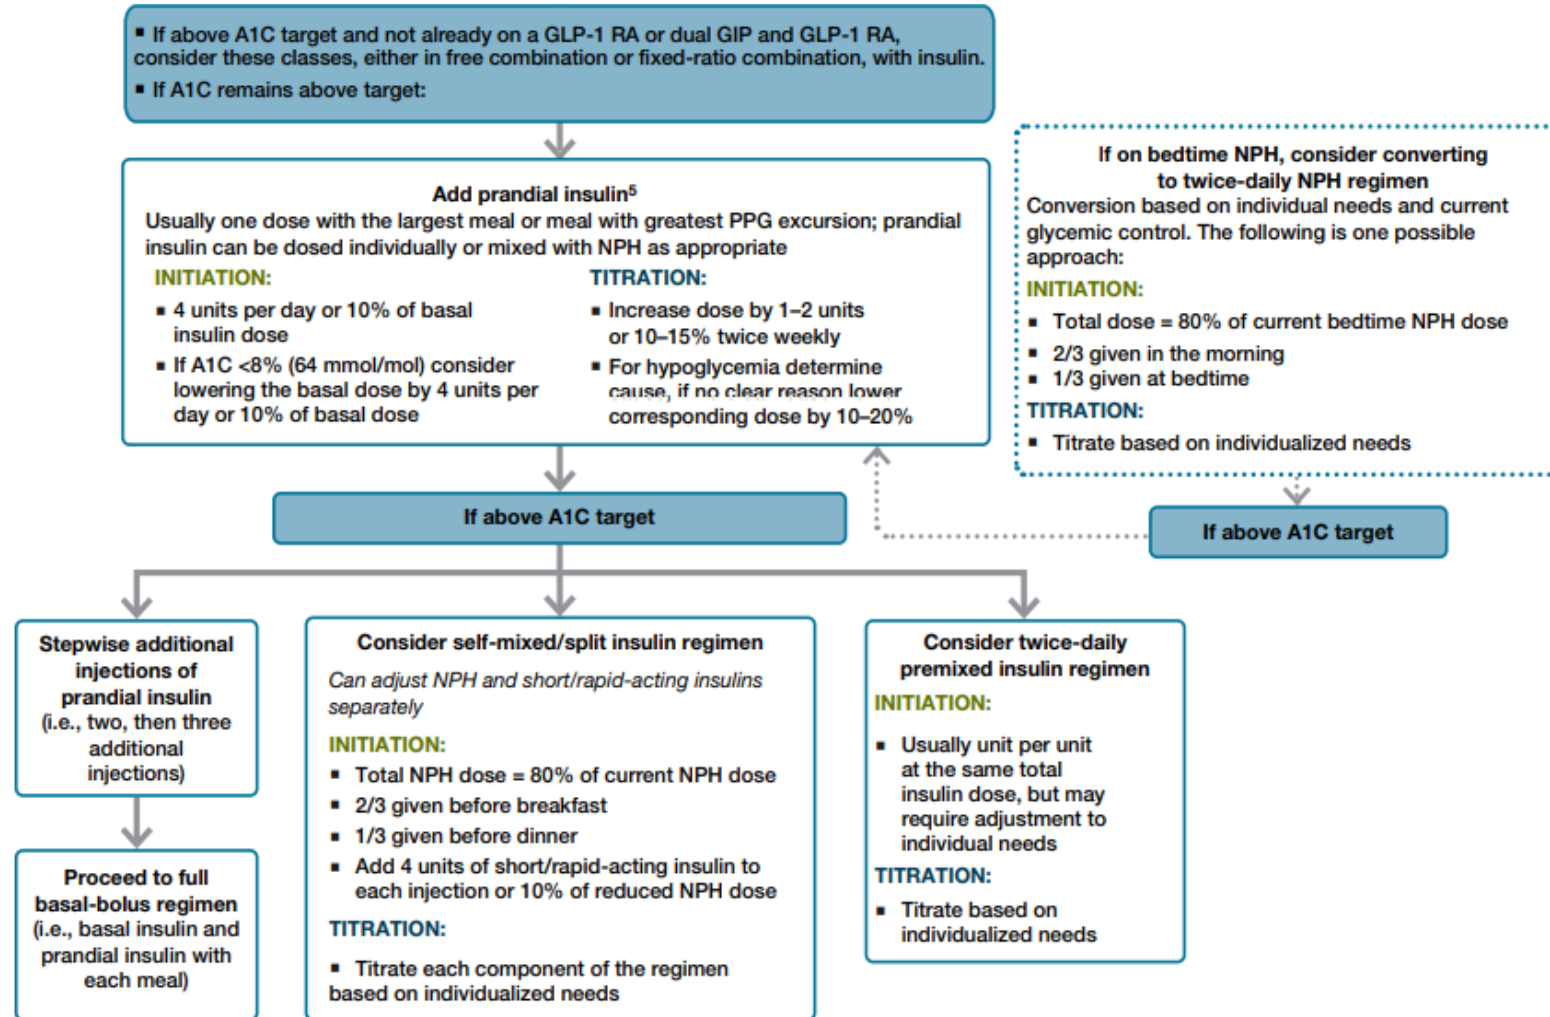 ▪ If above A1C target and not already on a GLP-1 RA or dual GIP and GLP-1 RA,
consider these classes, either in free combination or fixed-ratio combination, with insulin.
▪ If A1C remains above target:
Add prandial insulin⁵
Usually one dose with the largest meal or meal with greatest PPG excursion; prandial
insulin can be dosed individually or mixed with NPH as appropriate
INITIATION:
▪ 4 units per day or 10% of basal
insulin dose
▪ If A1C <8% (64 mmol/mol) consider
lowering the basal dose by 4 units per
day or 10% of basal dose
TITRATION:
▪ Increase dose by 1–2 units
or 10–15% twice weekly
▪ For hypoglycemia determine
cause, if no clear reason lower
corresponding dose by 10–20%
If on bedtime NPH, consider converting
to twice-daily NPH regimen
Conversion based on individual needs and current
glycemic control. The following is one possible
approach:
INITIATION:
▪ Total dose = 80% of current bedtime NPH dose
▪ 2/3 given in the morning
▪ 1/3 given at bedtime
TITRATION:
▪ Titrate based on individualized needs
If above A1C target
If above A1C target
Stepwise additional
injections of
prandial insulin
(i.e., two, then three
additional
injections)
Proceed to full
basal-bolus regimen
(i.e., basal insulin and
prandial insulin with
each meal)
Consider self-mixed/split insulin regimen
Can adjust NPH and short/rapid-acting insulins
separately
INITIATION:
▪ Total NPH dose = 80% of current NPH dose
▪ 2/3 given before breakfast
▪ 1/3 given before dinner
▪ Add 4 units of short/rapid-acting insulin to
each injection or 10% of reduced NPH dose
TITRATION:
▪ Titrate each component of the regimen
based on individualized needs
Consider twice-daily
premixed insulin regimen
INITIATION:
▪ Usually unit per unit
at the same total
insulin dose, but may
require adjustment to
individual needs
TITRATION:
▪ Titrate based on
individualized needs